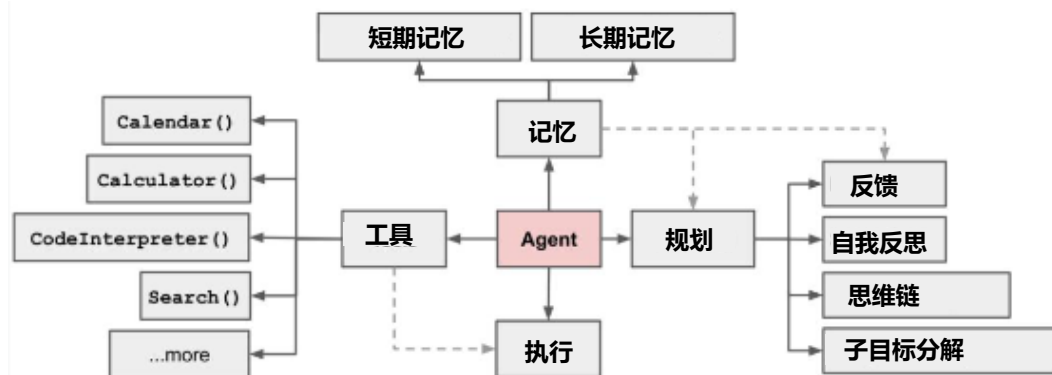 短期记忆
长期记忆
Calendar()
记忆
Calculator()
反馈
CodeInterpreter()
工具
Agent
规划
自我反思
Search()
思维链
...more
执行
子目标分解